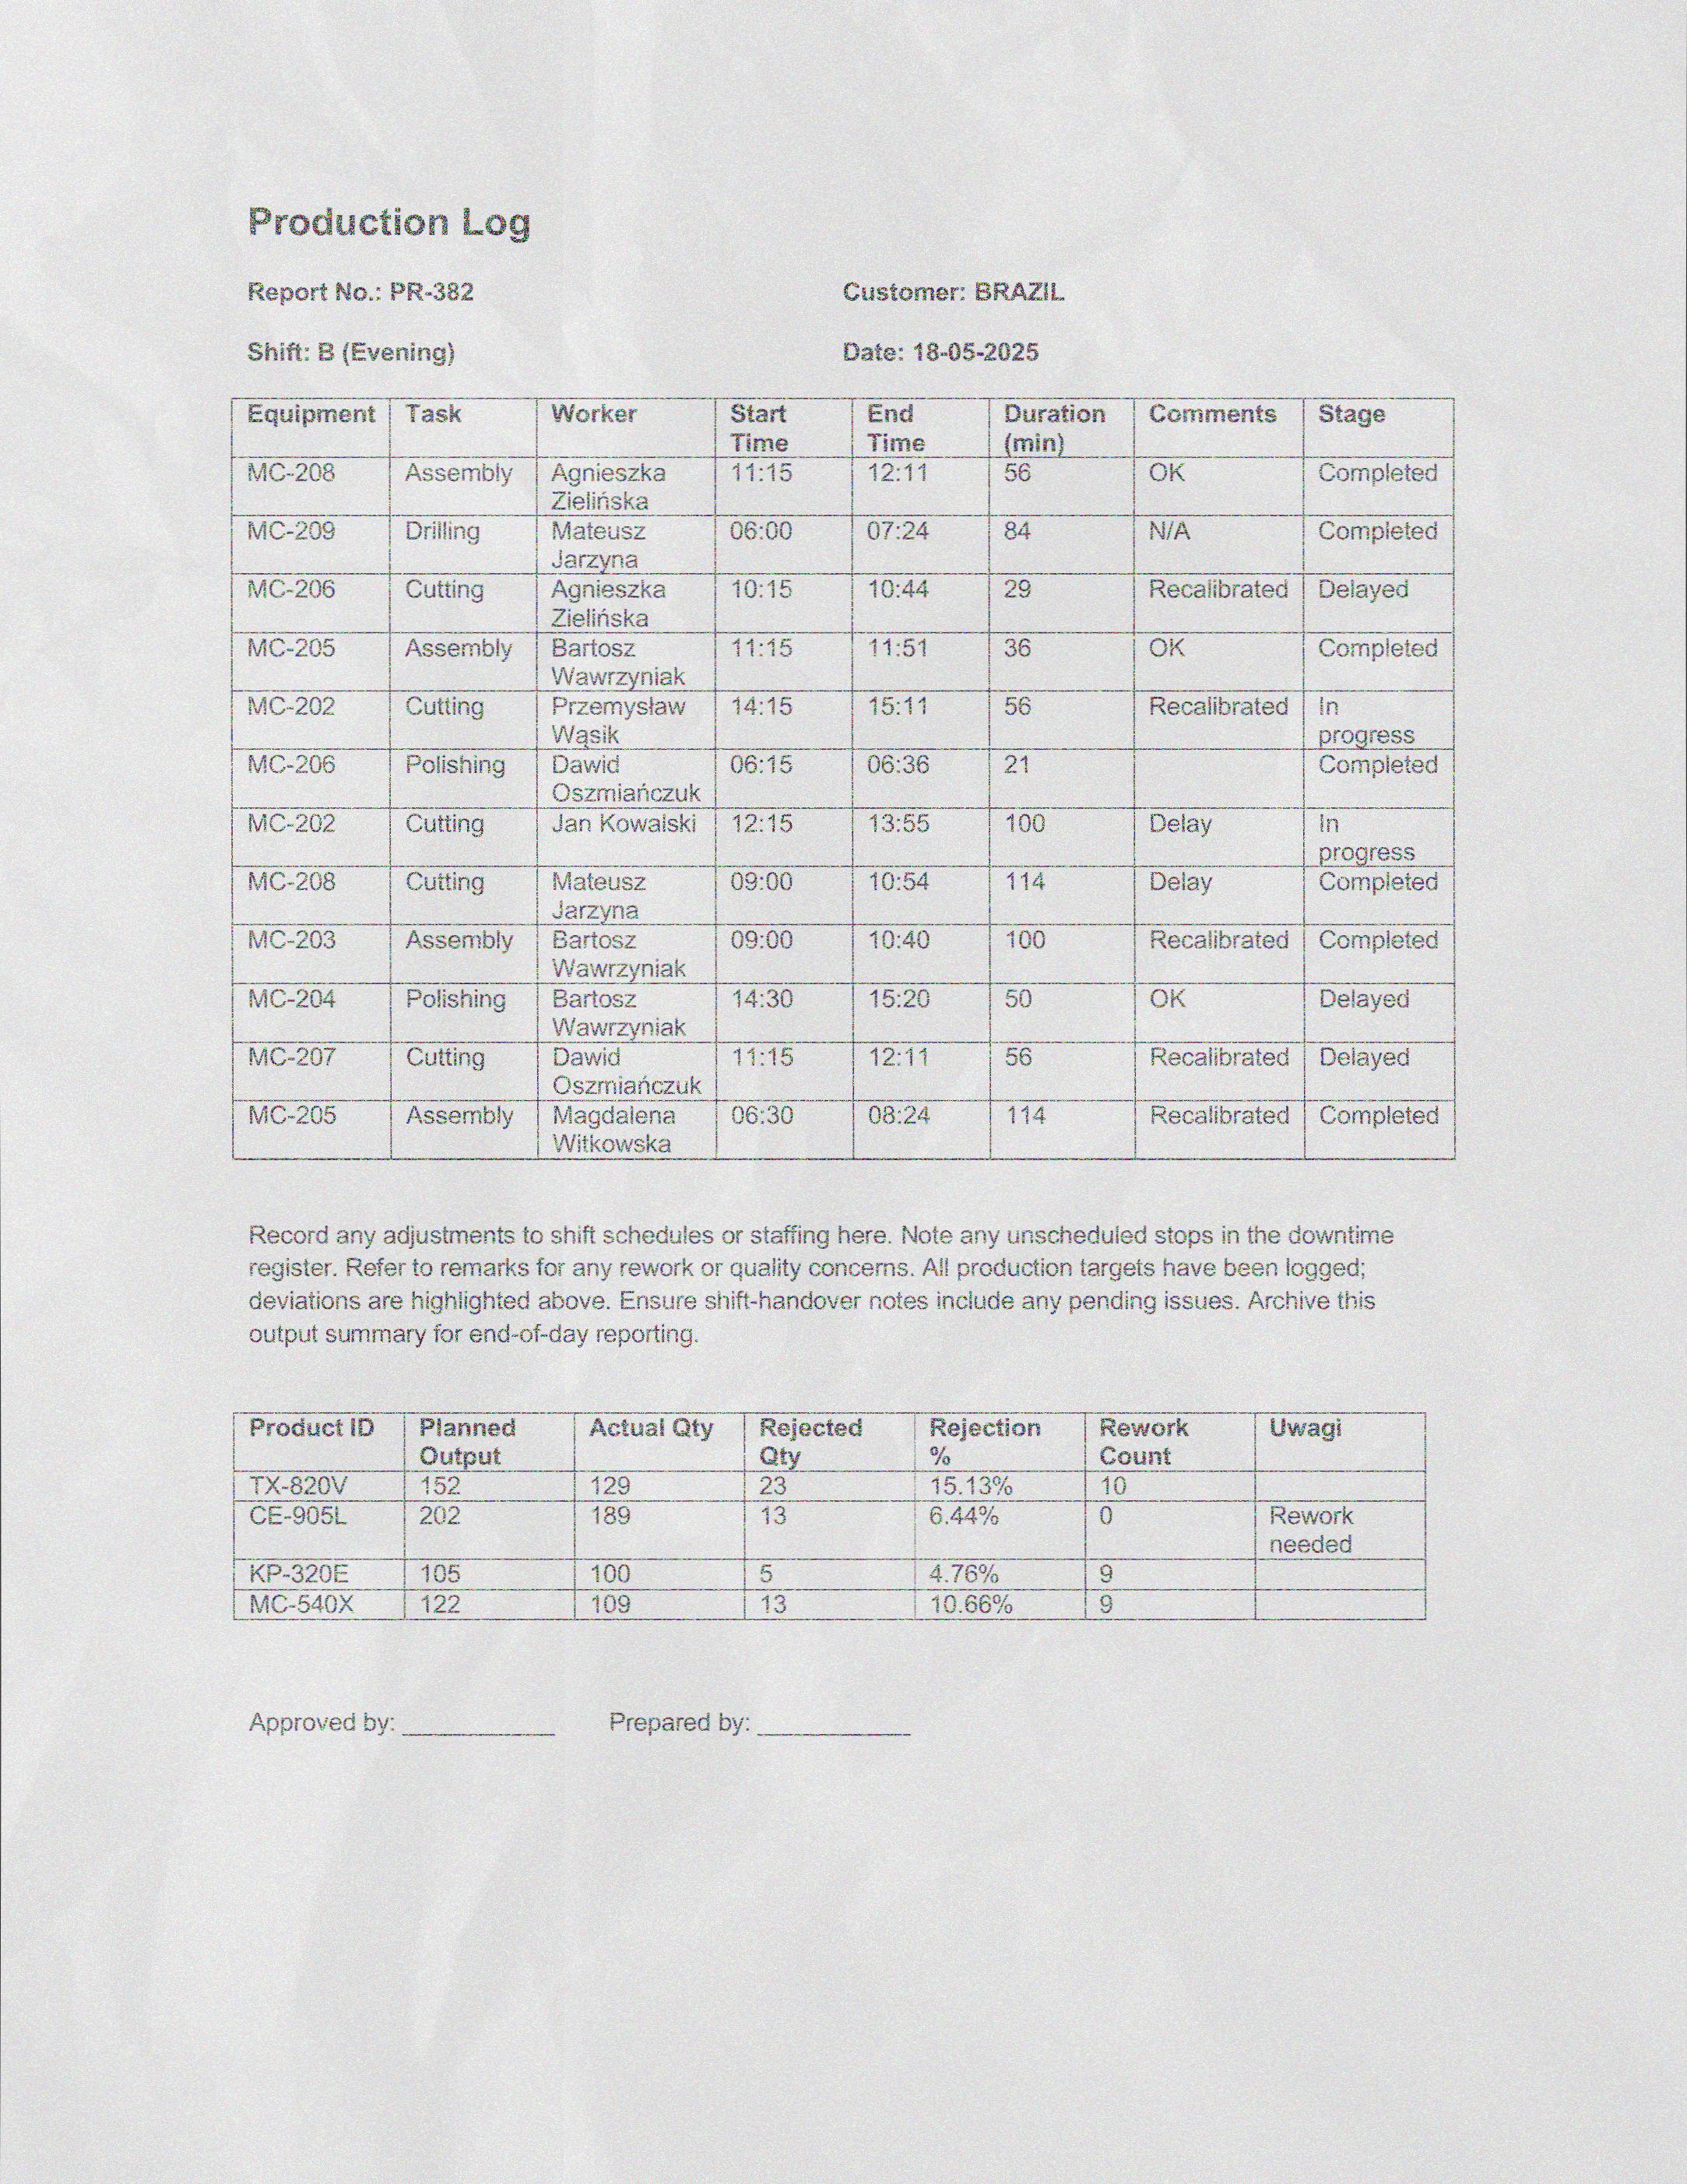 Production Log
Report No.: PR-382 Customer: BRAZIL
Shift: B (Evening) Date: 18-05-2025
Equipment Task Worker Start Time End Time Duration (min) Comments Stage
MC-208 Assembly Agnieszka Zielińska 11:15 12:11 56 OK Completed
MC-209 Drilling Mateusz Jarzyna 06:00 07:24 84 N/A Completed
MC-206 Cutting Agnieszka Zielińska 10:15 10:44 29 Recalibrated Delayed
MC-205 Assembly Bartosz Wawrzyniak 11:15 11:51 36 OK Completed
MC-202 Cutting Przemysław Wąsik 14:15 15:11 56 Recalibrated In progress
MC-206 Polishing Dawid Oszmiańczuk 06:15 06:36 21 Completed
MC-202 Cutting Jan Kowalski 12:15 13:55 100 Delay In progress
MC-208 Cutting Mateusz Jarzyna 09:00 10:54 114 Delay Completed
MC-203 Assembly Bartosz Wawrzyniak 09:00 10:40 100 Recalibrated Completed
MC-204 Polishing Bartosz Wawrzyniak 14:30 15:20 50 OK Delayed
MC-207 Cutting Dawid Oszmiańczuk 11:15 12:11 56 Recalibrated Delayed
MC-205 Assembly Magdalena Witkowska 06:30 08:24 114 Recalibrated Completed
Record any adjustments to shift schedules or staffing here. Note any unscheduled stops in the downtime
register. Refer to remarks for any rework or quality concerns. All production targets have been logged;
deviations are highlighted above. Ensure shift-handover notes include any pending issues. Archive this
output summary for end-of-day reporting.
Product ID Planned Output Actual Qty Rejected Qty Rejection % Rework Count Uwagi
TX-820V 152 129 23 15.13% 10
CE-905L 202 189 13 6.44% 0 Rework needed
KP-320E 105 100 5 4.76% 9
MC-540X 122 109 13 10.66% 9
Approved by: ____________ Prepared by: ____________